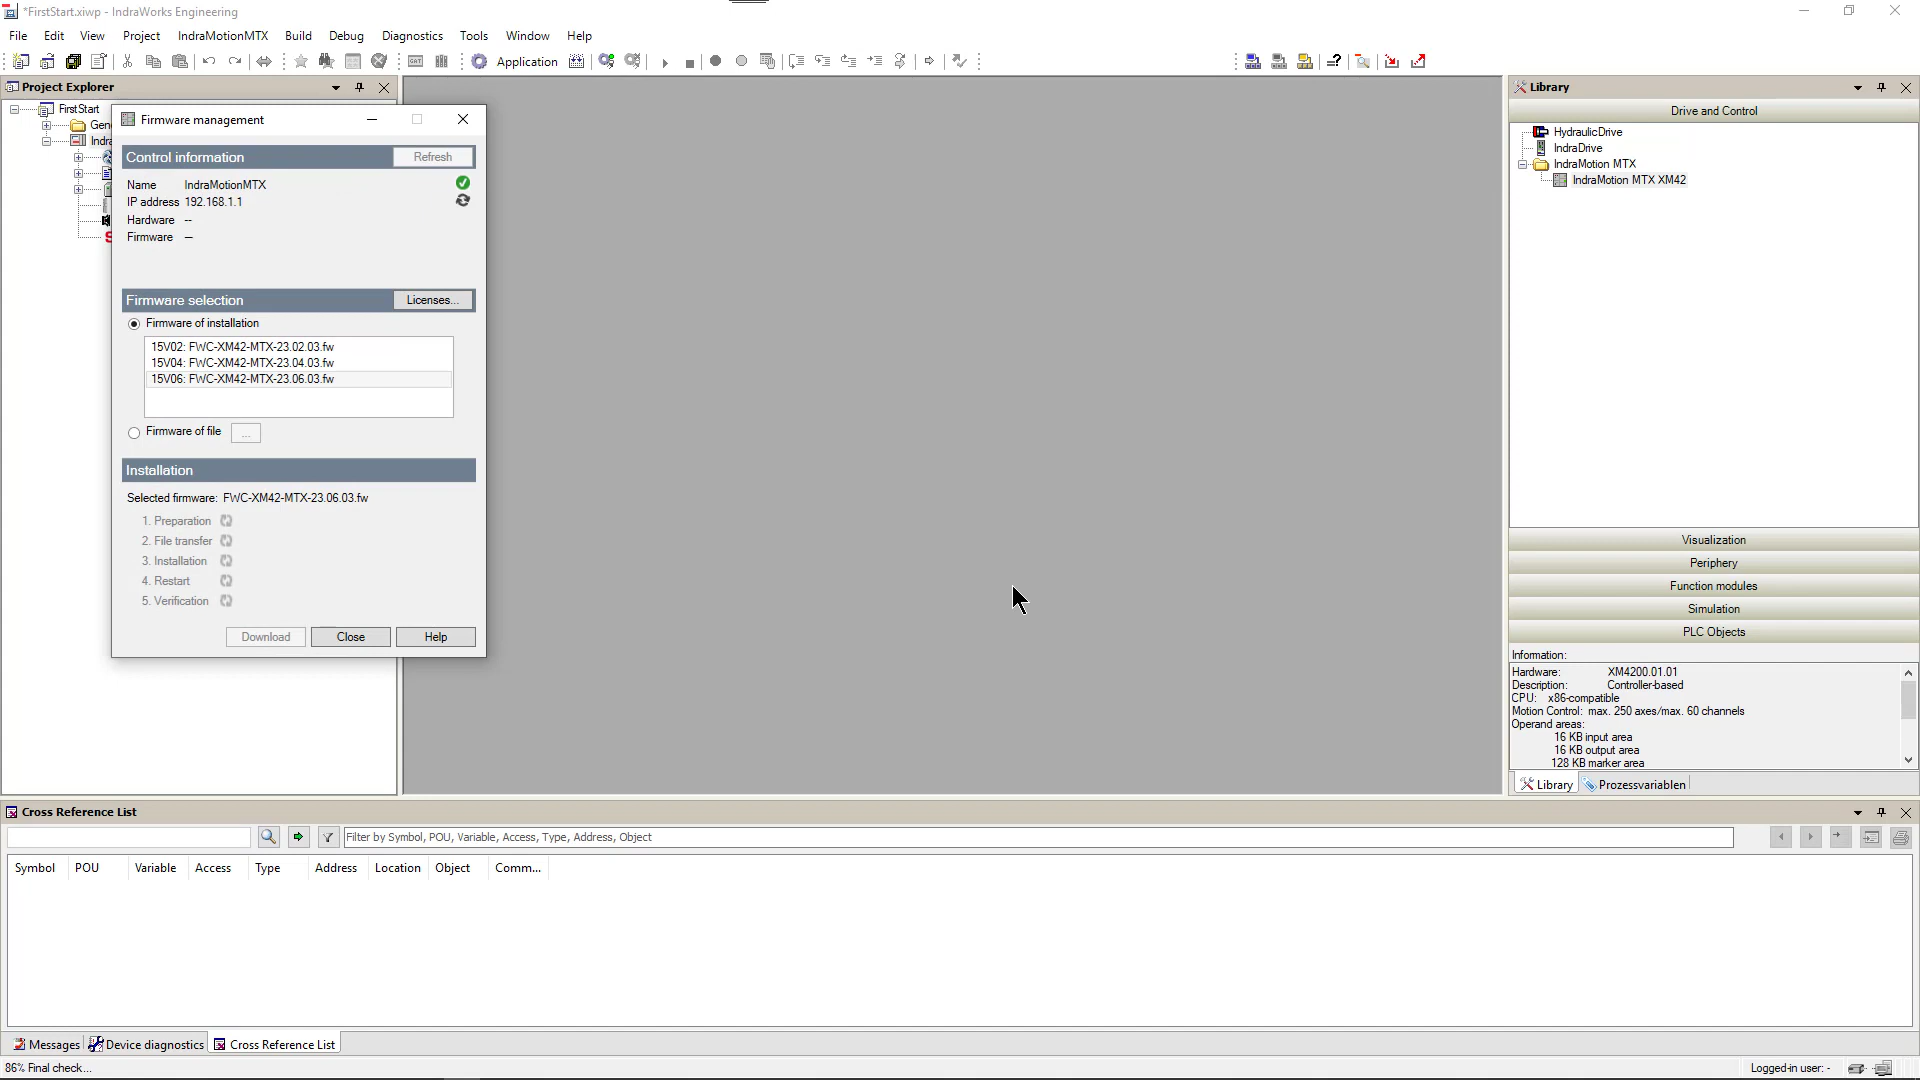 *FirstStart.xiwp - IndraWorks Engineering
File Edit View Project IndraMotionMTX Build Debug Diagnostics Tools Window Help
Application
Project Explorer
FirstStart
Gen
Indra
Firmware management
Control information Refresh
Name IndraMotionMTX
IP address 192.168.1.1
Hardware --
Firmware --
Firmware selection Licenses...
Firmware of installation
15V02: FWC-XM42-MTX-23.02.03.fw
15V04: FWC-XM42-MTX-23.04.03.fw
15V06: FWC-XM42-MTX-23.06.03.fw
Firmware of file ...
Installation
Selected firmware: FWC-XM42-MTX-23.06.03.fw
1. Preparation
2. File transfer
3. Installation
4. Restart
5. Verification
Download Close Help
Library
Drive and Control
HydraulicDrive
IndraDrive
IndraMotion MTX
IndraMotion MTX XM42
Visualization
Periphery
Function modules
Simulation
PLC Objects
Information:
Hardware: XM4200.01.01
Description: Controller-based
CPU: x86-compatible
Motion Control: max. 250 axes/max. 60 channels
Operand areas:
16 KB input area
16 KB output area
128 KB marker area
Library Prozessvariablen
Cross Reference List
Filter by Symbol, POU, Variable, Access, Type, Address, Object
Symbol POU Variable Access Type Address Location Object Comm...
Messages Device diagnostics Cross Reference List
86% Final check... Logged-in user: -